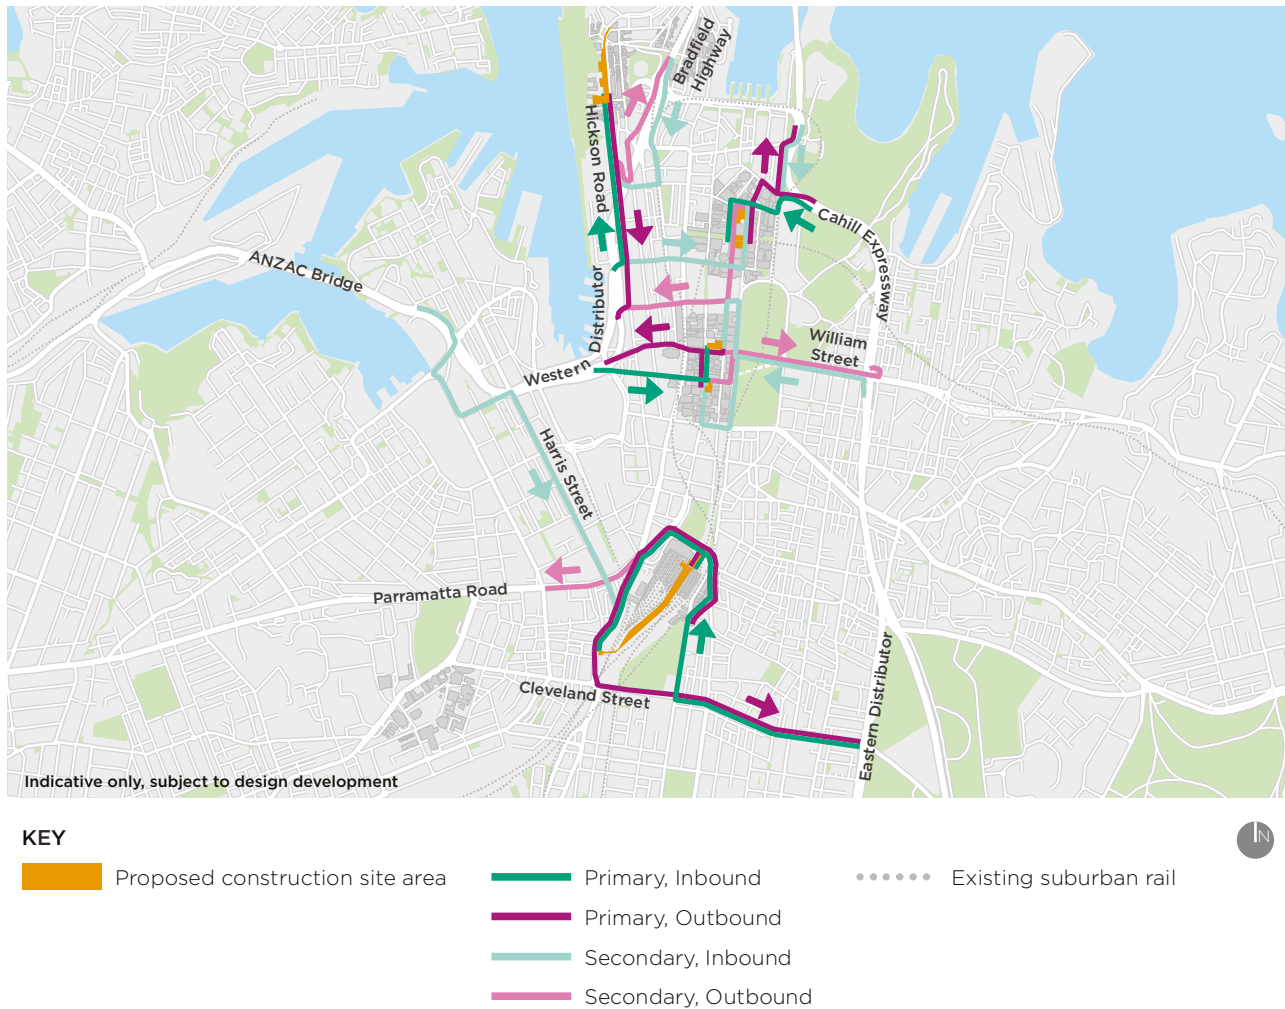 Bradfield
Highway
Hickson Road
Cahill Expressway
ANZAC Bridge
Distributor
Western
William
Street
Harris Street
Parramatta Road
Cleveland Street
Eastern Distributor
Indicative only, subject to design development
KEY
N
Proposed construction site area
Primary, Inbound
Existing suburban rail
Primary, Outbound
Secondary, Inbound
Secondary, Outbound